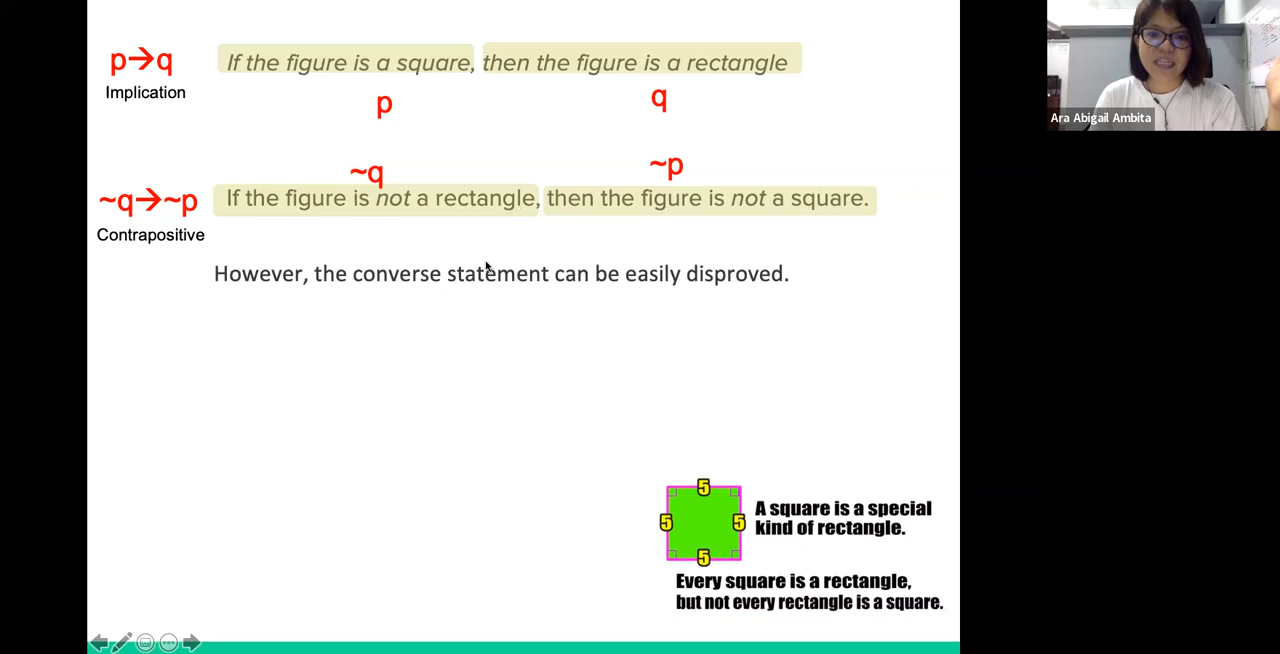 p→q
If the figure is a square, then the figure is a rectangle
Implication
p
q
~q
~p
~q→~p
If the figure is not a rectangle, then the figure is not a square.
Contrapositive
However, the converse statement can be easily disproved.
5
5
5
5
A square is a special
kind of rectangle.
Every square is a rectangle,
but not every rectangle is a square.
Ara Abigail Ambita